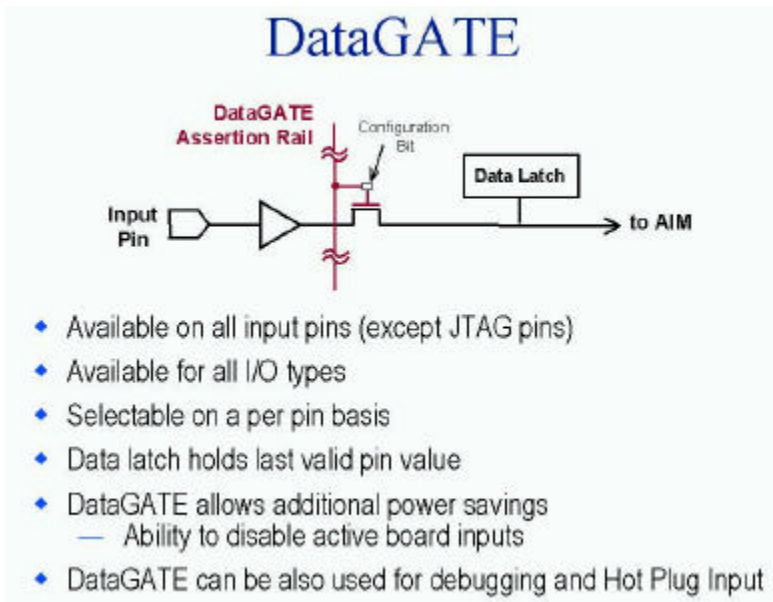 DataGATE
DataGATE
Assertion Rail
Configuration
Bit
Data Latch
Input
Pin
to AIM
Available on all input pins (except JTAG pins)
Available for all I/O types
Selectable on a per pin basis
Data latch holds last valid pin value
DataGATE allows additional power savings
— Ability to disable active board inputs
DataGATE can be also used for debugging and Hot Plug Input